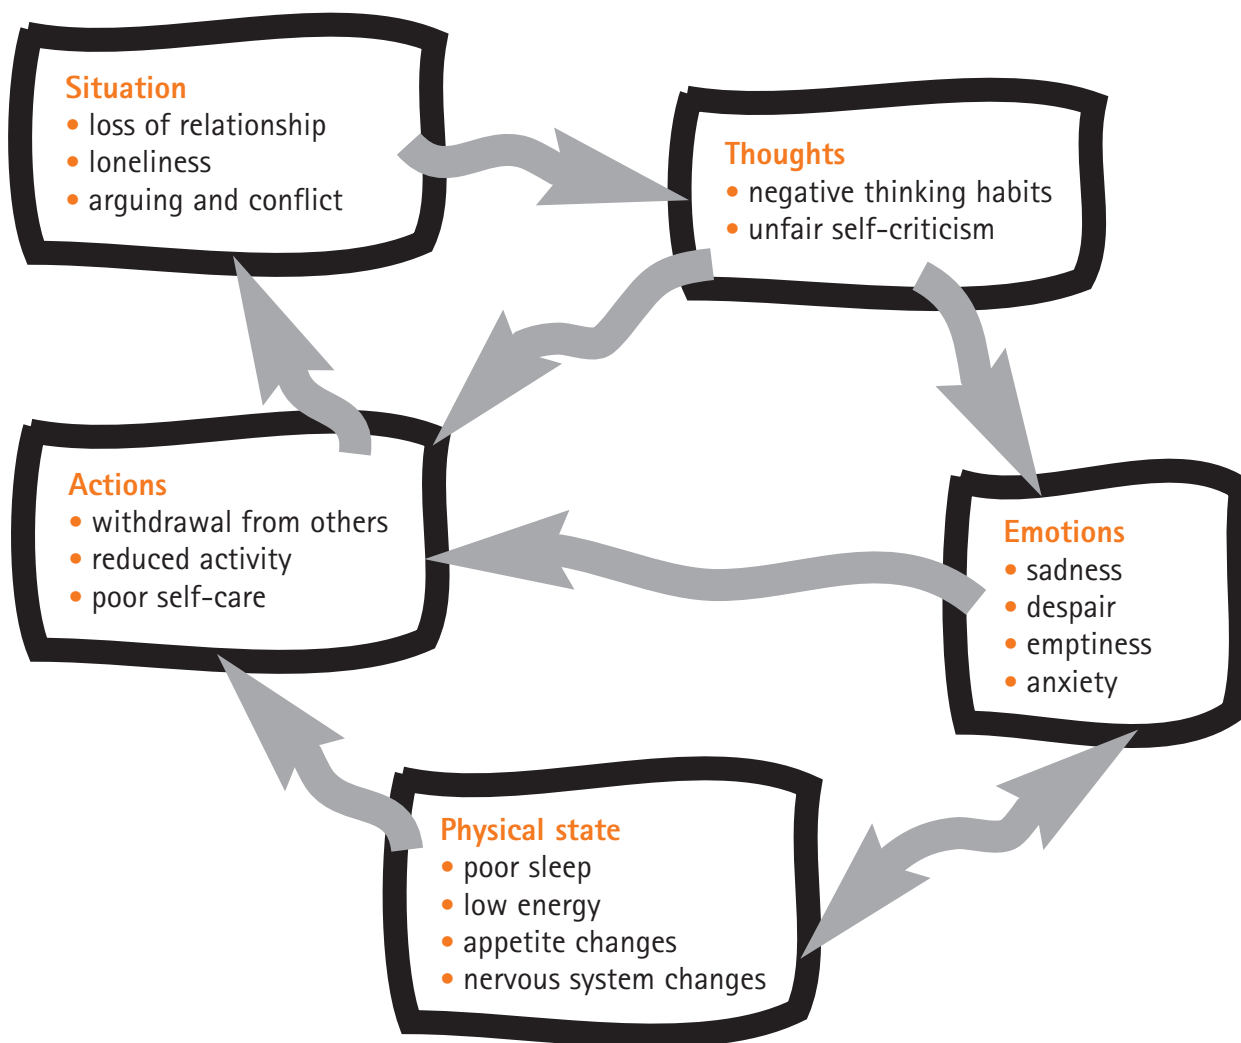 Situation
• loss of relationship
• loneliness
• arguing and conflict
Thoughts
• negative thinking habits
• unfair self-criticism
Actions
• withdrawal from others
• reduced activity
• poor self-care
Emotions
• sadness
• despair
• emptiness
• anxiety
Physical state
• poor sleep
• low energy
• appetite changes
• nervous system changes